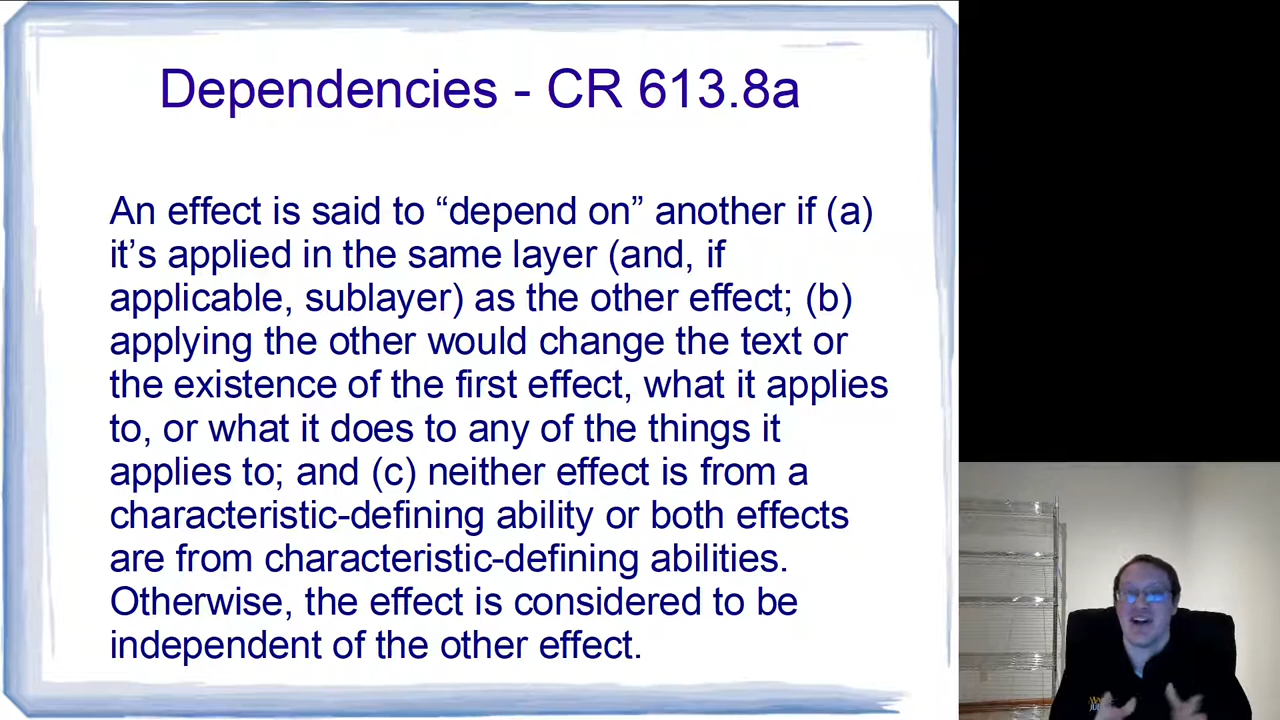 Dependencies - CR 613.8a
An effect is said to “depend on” another if (a)
it’s applied in the same layer (and, if
applicable, sublayer) as the other effect; (b)
applying the other would change the text or
the existence of the first effect, what it applies
to, or what it does to any of the things it
applies to; and (c) neither effect is from a
characteristic-defining ability or both effects
are from characteristic-defining abilities.
Otherwise, the effect is considered to be
independent of the other effect.